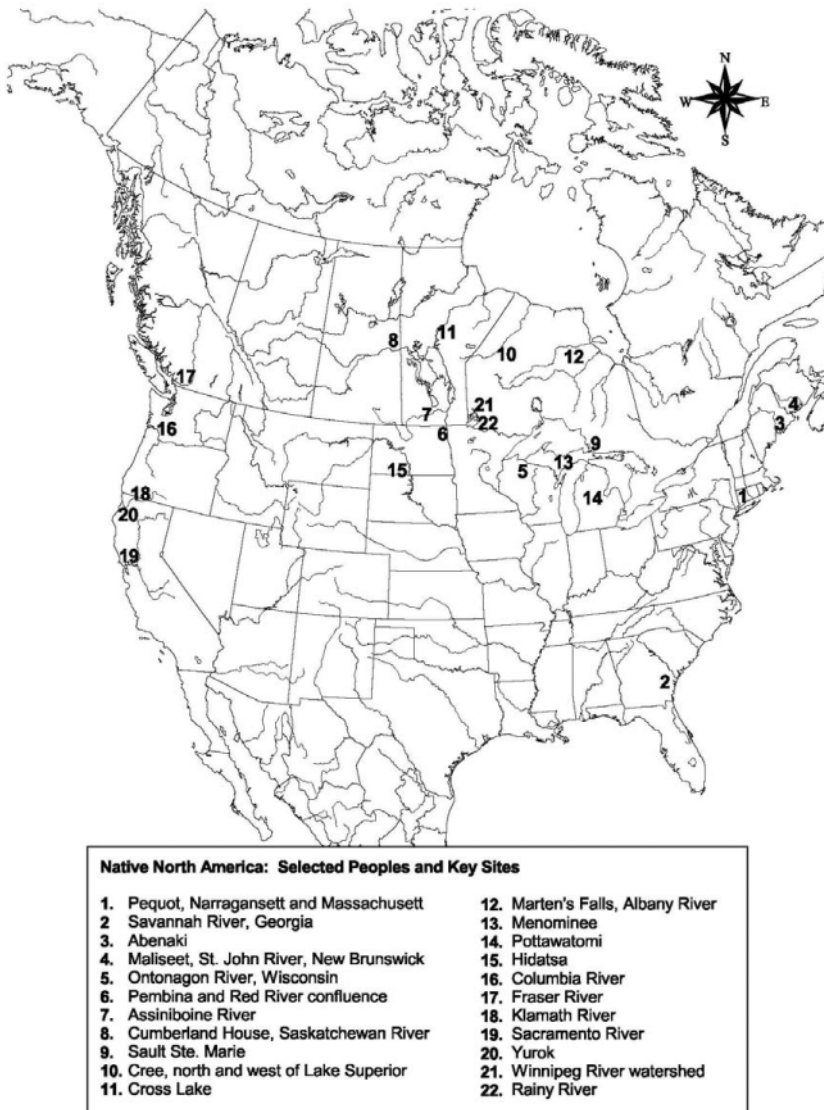 N
W E
S
11
8
10
12
17
7
21
22
6
4
3
16
9
13
5
15
14
1
18
20
19
2
Native North America: Selected Peoples and Key Sites
1. Pequot, Narragansett and Massachusett
2 Savannah River, Georgia
3. Abenaki
4. Maliseet, St. John River, New Brunswick
5. Ontonagon River, Wisconsin
6. Pembina and Red River confluence
7. Assiniboine River
8. Cumberland House, Saskatchewan River
9. Sault Ste. Marie
10. Cree, north and west of Lake Superior
11. Cross Lake
12. Marten's Falls, Albany River
13. Menominee
14. Pottawatomi
15. Hidatsa
16. Columbia River
17. Fraser River
18. Klamath River
19. Sacramento River
20. Yurok
21. Winnipeg River watershed
22. Rainy River